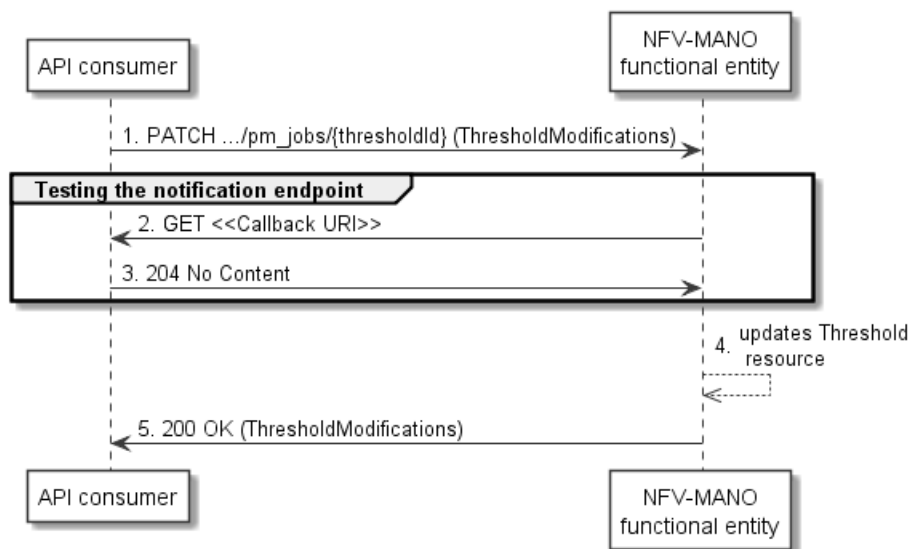 API consumer
NFV-MANO
functional entity
1. PATCH .../pm_jobs/{thresholdId} (ThresholdModifications)
Testing the notification endpoint
2. GET <<Callback URI>>
3. 204 No Content
4. updates Threshold
resource
5. 200 OK (ThresholdModifications)
API consumer
NFV-MANO
functional entity